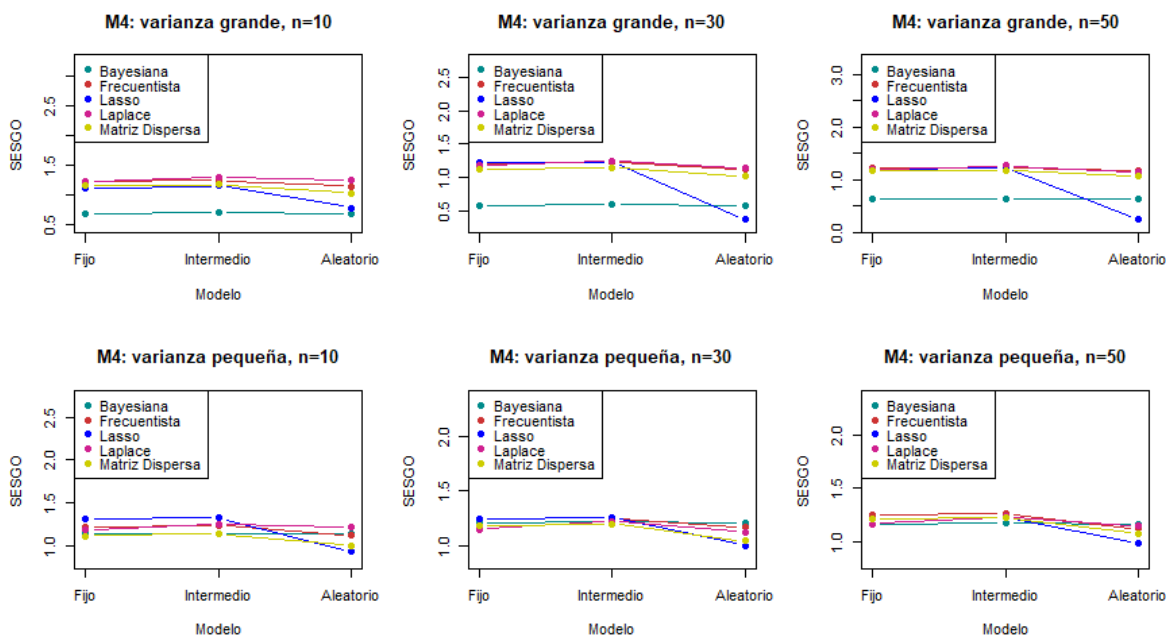 M4: varianza grande, n=10
SESGO
2.5
1.5
0.5
Bayesiana
Frecuentista
Lasso
Laplace
Matriz Dispersa
Fijo Intermedio Aleatorio
Modelo
M4: varianza grande, n=30
SESGO
2.5
2.0
1.5
1.0
0.5
Bayesiana
Frecuentista
Lasso
Laplace
Matriz Dispersa
Fijo Intermedio Aleatorio
Modelo
M4: varianza grande, n=50
SESGO
3.0
2.0
1.0
0.0
Bayesiana
Frecuentista
Lasso
Laplace
Matriz Dispersa
Fijo Intermedio Aleatorio
Modelo
M4: varianza pequeña, n=10
SESGO
2.5
2.0
1.5
1.0
Bayesiana
Frecuentista
Lasso
Laplace
Matriz Dispersa
Fijo Intermedio Aleatorio
Modelo
M4: varianza pequeña, n=30
SESGO
2.0
1.5
1.0
Bayesiana
Frecuentista
Lasso
Laplace
Matriz Dispersa
Fijo Intermedio Aleatorio
Modelo
M4: varianza pequeña, n=50
SESGO
2.0
1.5
1.0
Bayesiana
Frecuentista
Lasso
Laplace
Matriz Dispersa
Fijo Intermedio Aleatorio
Modelo